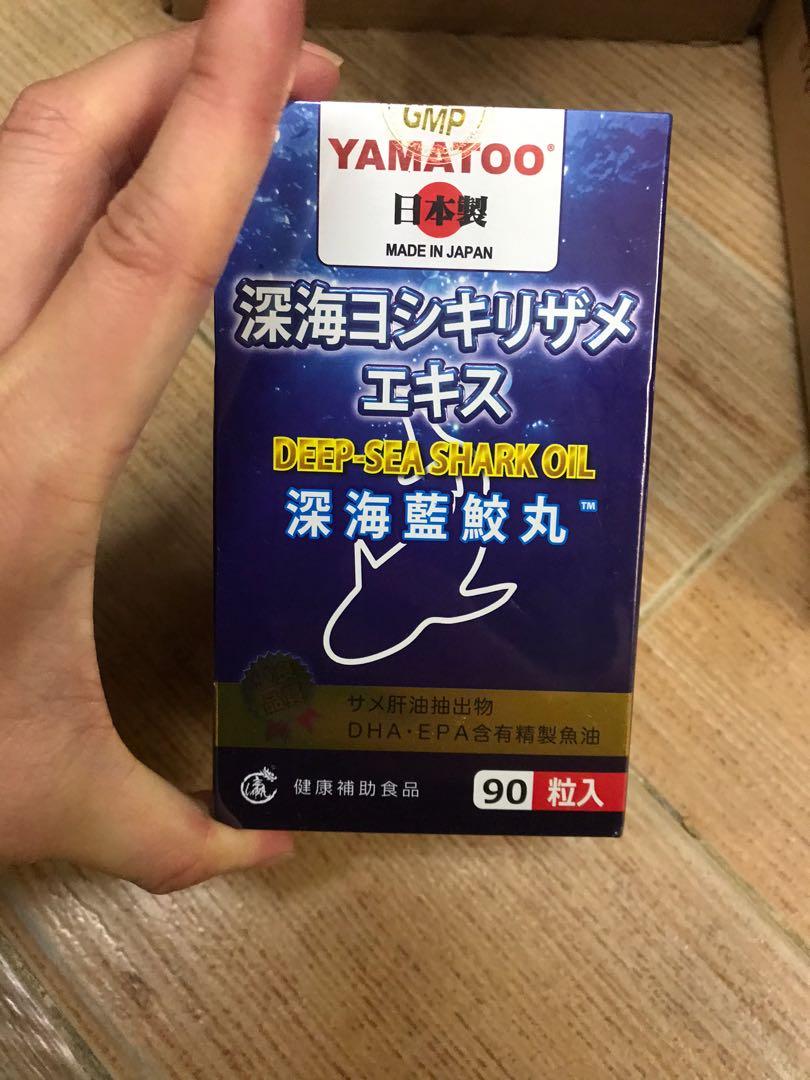 GMP
YAMATOO®
日本製
MADE IN JAPAN
深海ヨシキリザメ
エキス
DEEP-SEA SHARK OIL
深海藍鮫丸™
サメ肝油抽出物
DHA・EPA含有精製魚油
健康補助食品
90 粒入